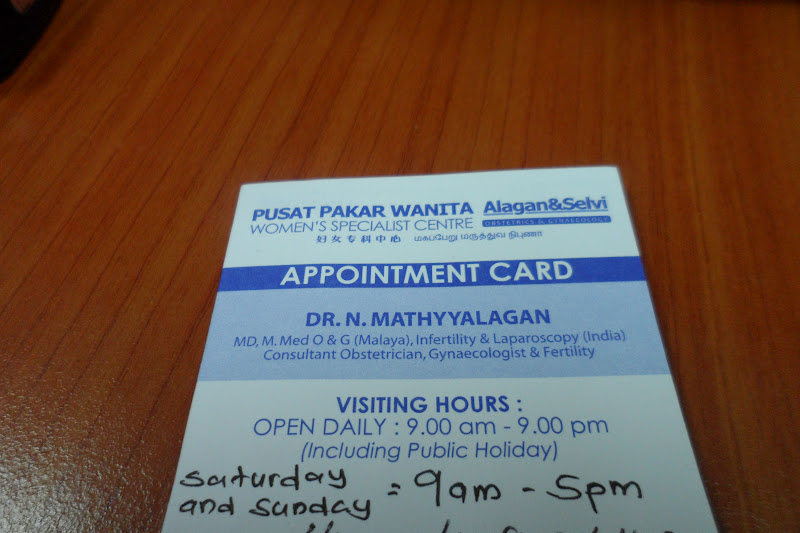 PUSAT PAKAR WANITA Alagan&Selvi
WOMEN'S SPECIALIST CENTRE OBSTETRICS & GYNAECOLOGY
妇女专科中心 மகப்பேறு மருத்துவ நிபுணர்
APPOINTMENT CARD
DR. N. MATHYYALAGAN
MD, M. Med O & G (Malaya), Infertility & Laparoscopy (India)
Consultant Obstetrician, Gynaecologist & Fertility
VISITING HOURS :
OPEN DAILY : 9.00 am - 9.00 pm
(Including Public Holiday)
Saturday
and Sunday = 9am - 5pm